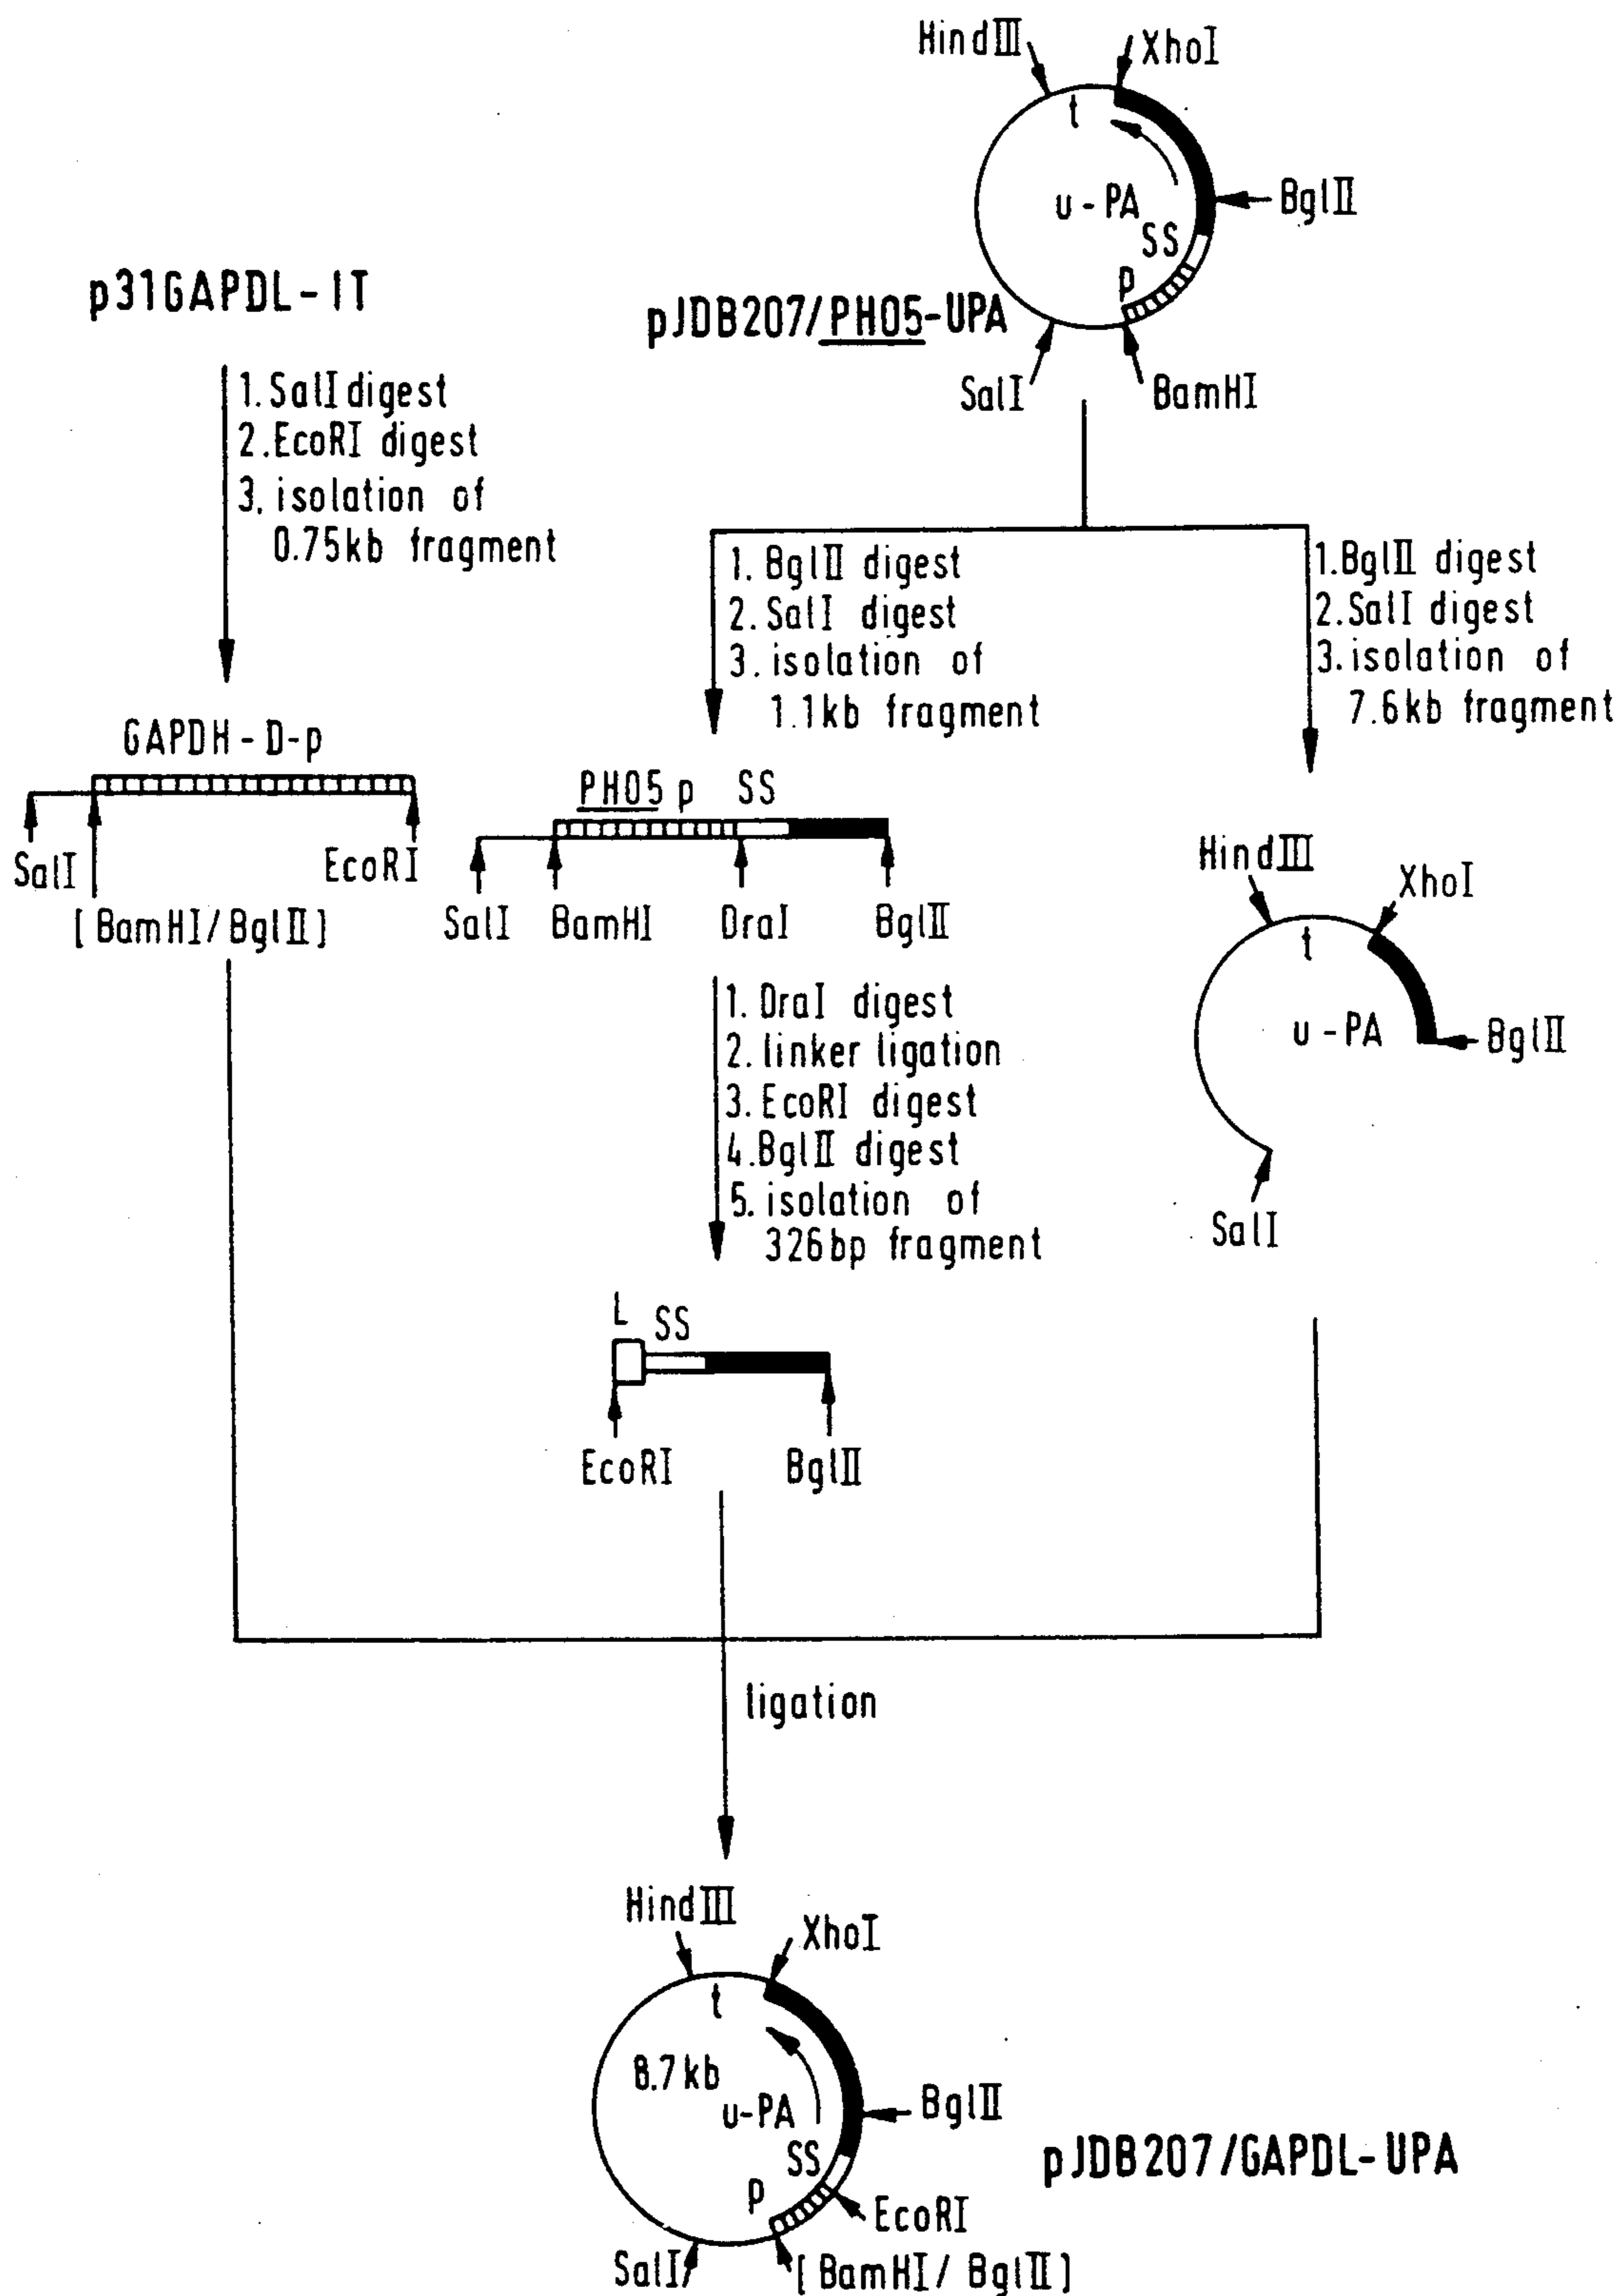 HindIII
XhoI
t
u-PA
BglII
SS
p
pJDB207/PHO5-UPA
SalI
BamHI
p31GAPDL-IT
1. SalI digest
2. EcoRI digest
3. isolation of
0.75kb fragment
1. BglII digest
2. SalI digest
3. isolation of
1.1kb fragment
1. BglII digest
2. SalI digest
3. isolation of
7.6kb fragment
GAPDH-D-p
SalI
EcoRI
[BamHI/BglII]
PHO5 p SS
SalI
BamHI
DraI
BglII
HindIII
XhoI
t
u-PA
BglII
SalI
1. DraI digest
2. linker ligation
3. EcoRI digest
4. BglII digest
5. isolation of
326bp fragment
L
SS
EcoRI
BglII
ligation
HindIII
XhoI
t
8.7kb
u-PA
BglII
SS
p
EcoRI
SalI
[BamHI/BglII]
pJDB207/GAPDL-UPA